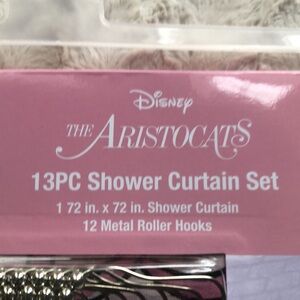 Disney
THE ARISTOCATS
13PC Shower Curtain Set
1 72 in. x 72 in. Shower Curtain
12 Metal Roller Hooks